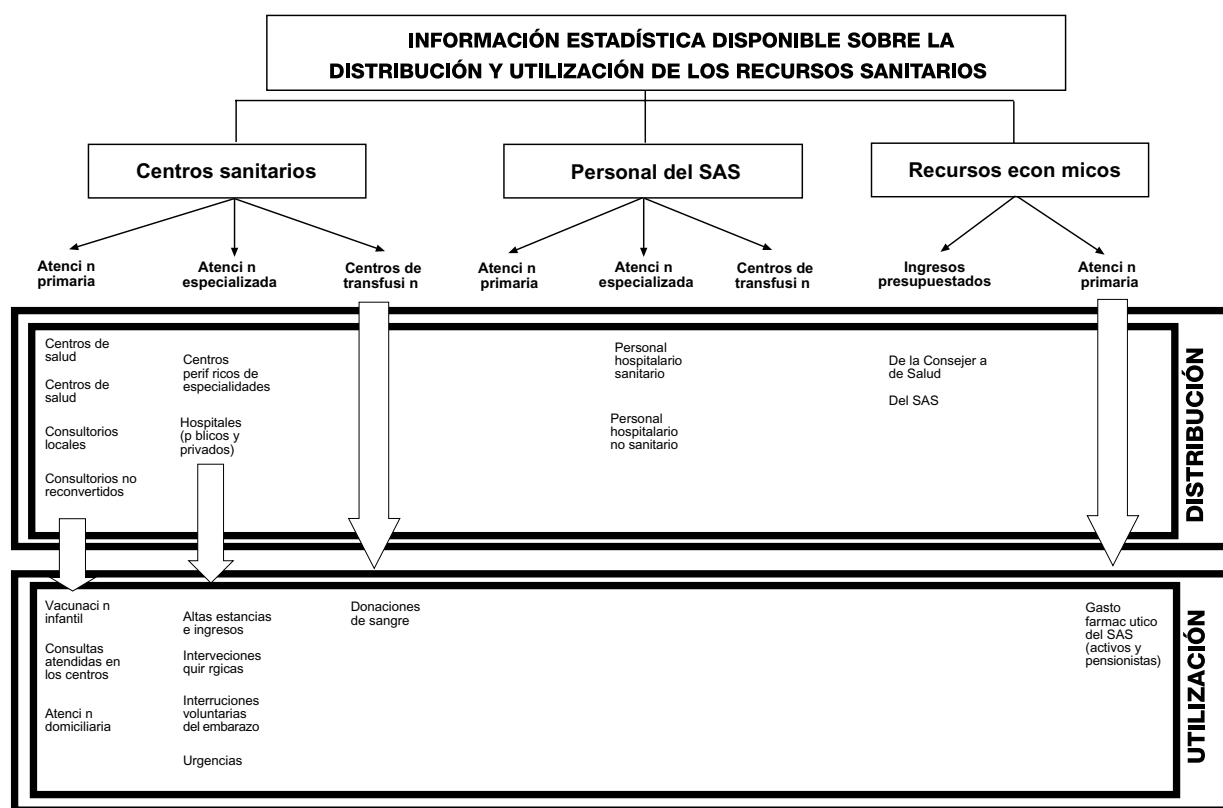 INFORMACIÓN ESTADÍSTICA DISPONIBLE SOBRE LA
DISTRIBUCIÓN Y UTILIZACIÓN DE LOS RECURSOS SANITARIOS
Centros sanitarios
Personal del SAS
Recursos econ micos
Atenci n
primaria
Atenci n
especializada
Centros de
transfusi n
Atenci n
primaria
Atenci n
especializada
Centros de
transfusi n
Ingresos
presupuestados
Atenci n
primaria
Centros de
salud
Centros de
salud
Consultorios
locales
Consultorios no
reconvertidos
Centros
perif ricos de
especialidades
Hospitales
(p blicos y
privados)
Personal
hospitalario
sanitario
Personal
hospitalario
no sanitario
De la Consejer a
de Salud
Del SAS
DISTRIBUCIÓN
Vacunaci n
infantil
Consultas
atendidas en
los centros
Atenci n
domiciliaria
Altas estancias
e ingresos
Interveciones
quir rgicas
Interruciones
voluntarias
del embarazo
Urgencias
Donaciones
de sangre
Gasto
farmac utico
del SAS
(activos y
pensionistas)
UTILIZACIÓN